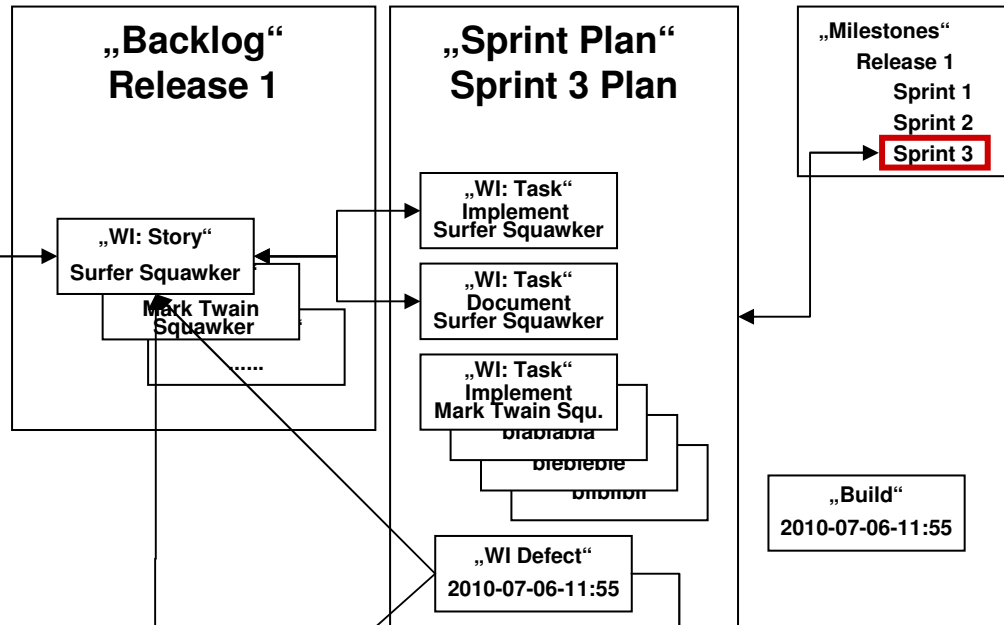 „Backlog“
Release 1
„Sprint Plan“
Sprint 3 Plan
„Milestones“
Release 1
Sprint 1
Sprint 2
Sprint 3
„WI: Story“
Surfer Squawker
Mark Twain
Squawker
......
„WI: Task“
Implement
Surfer Squawker
„WI: Task“
Document
Surfer Squawker
„WI: Task“
Implement
Mark Twain Squ.
blablabla
blebleble
bliblibli
„WI Defect“
2010-07-06-11:55
„Build“
2010-07-06-11:55